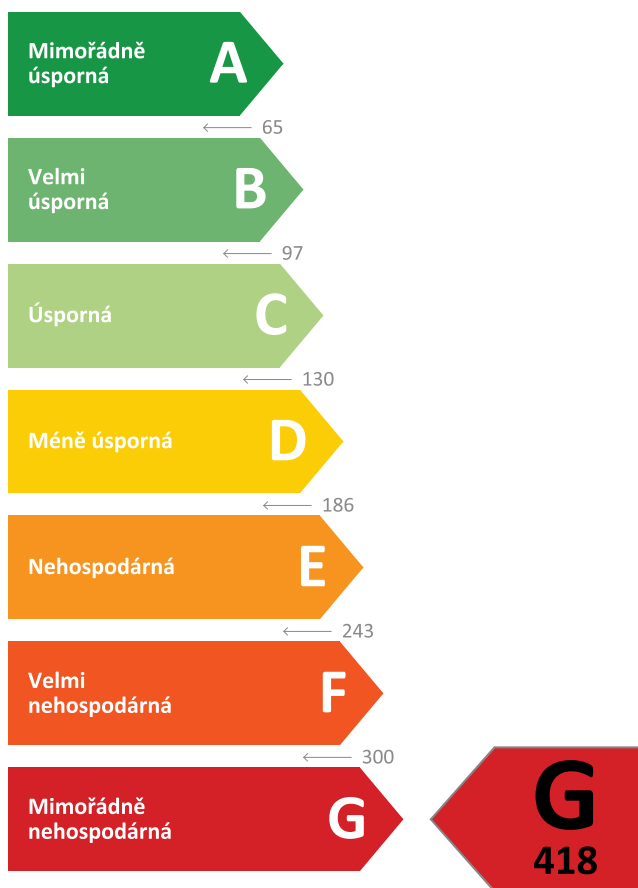 Mimořádně
úsporná
A
65
Velmi
úsporná
B
97
Úsporná
C
130
Méně úsporná
D
186
Nehospodárná
E
243
Velmi
nehospodárná
F
300
Mimořádně
nehospodárná
G
G
418